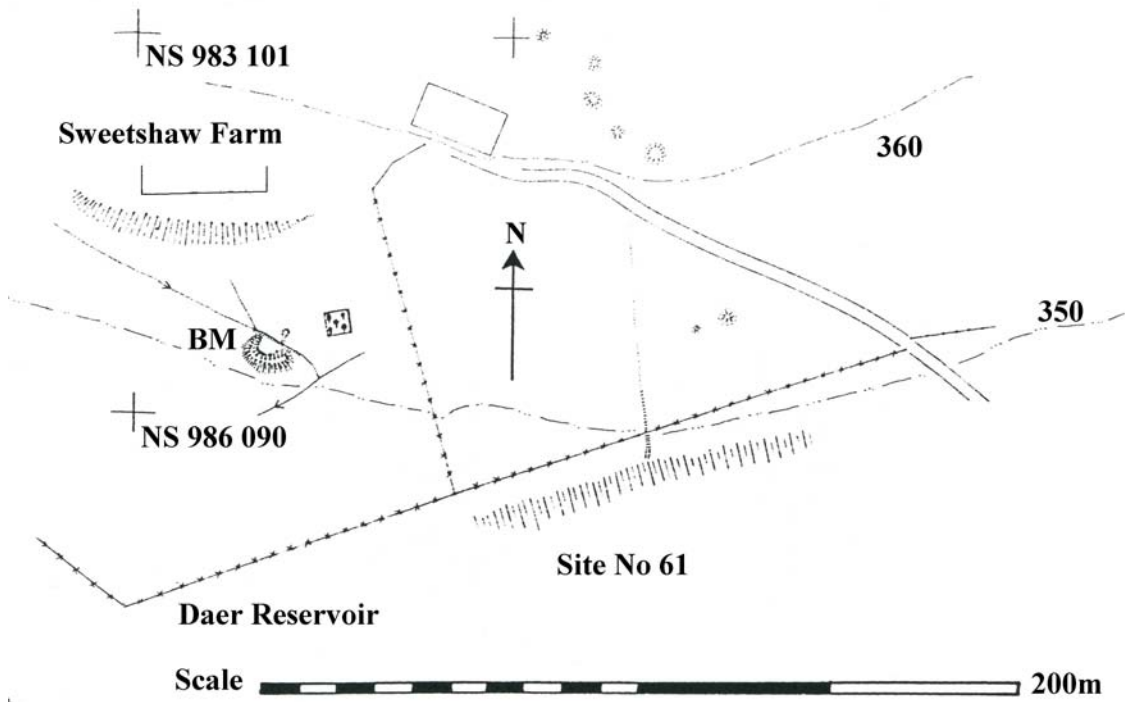 NS 983 101
Sweetshaw Farm
360
N
350
BM
NS 986 090
Site No 61
Daer Reservoir
Scale 200m